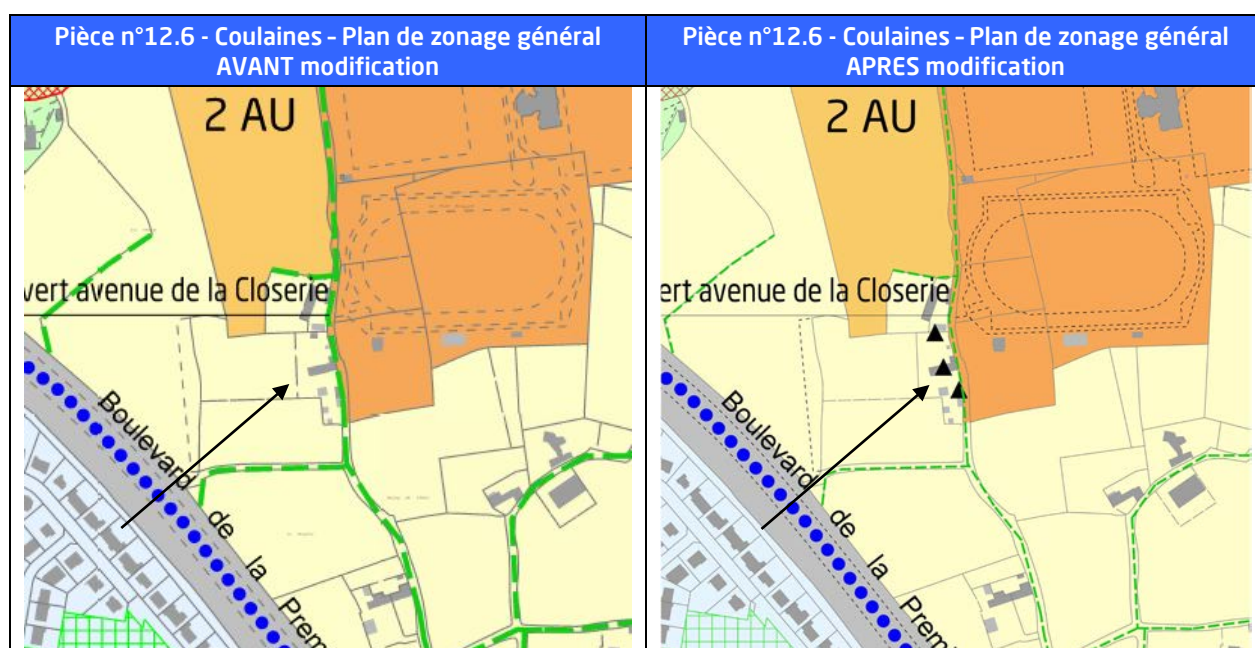 Pièce n°12.6 - Coulaines – Plan de zonage général
AVANT modification
Pièce n°12.6 - Coulaines – Plan de zonage général
APRES modification
2 AU
vert avenue de la Closerie
Boulevard
de
la
Prem
2 AU
ert avenue de la Closerie
Boulevard
de
la
Prem